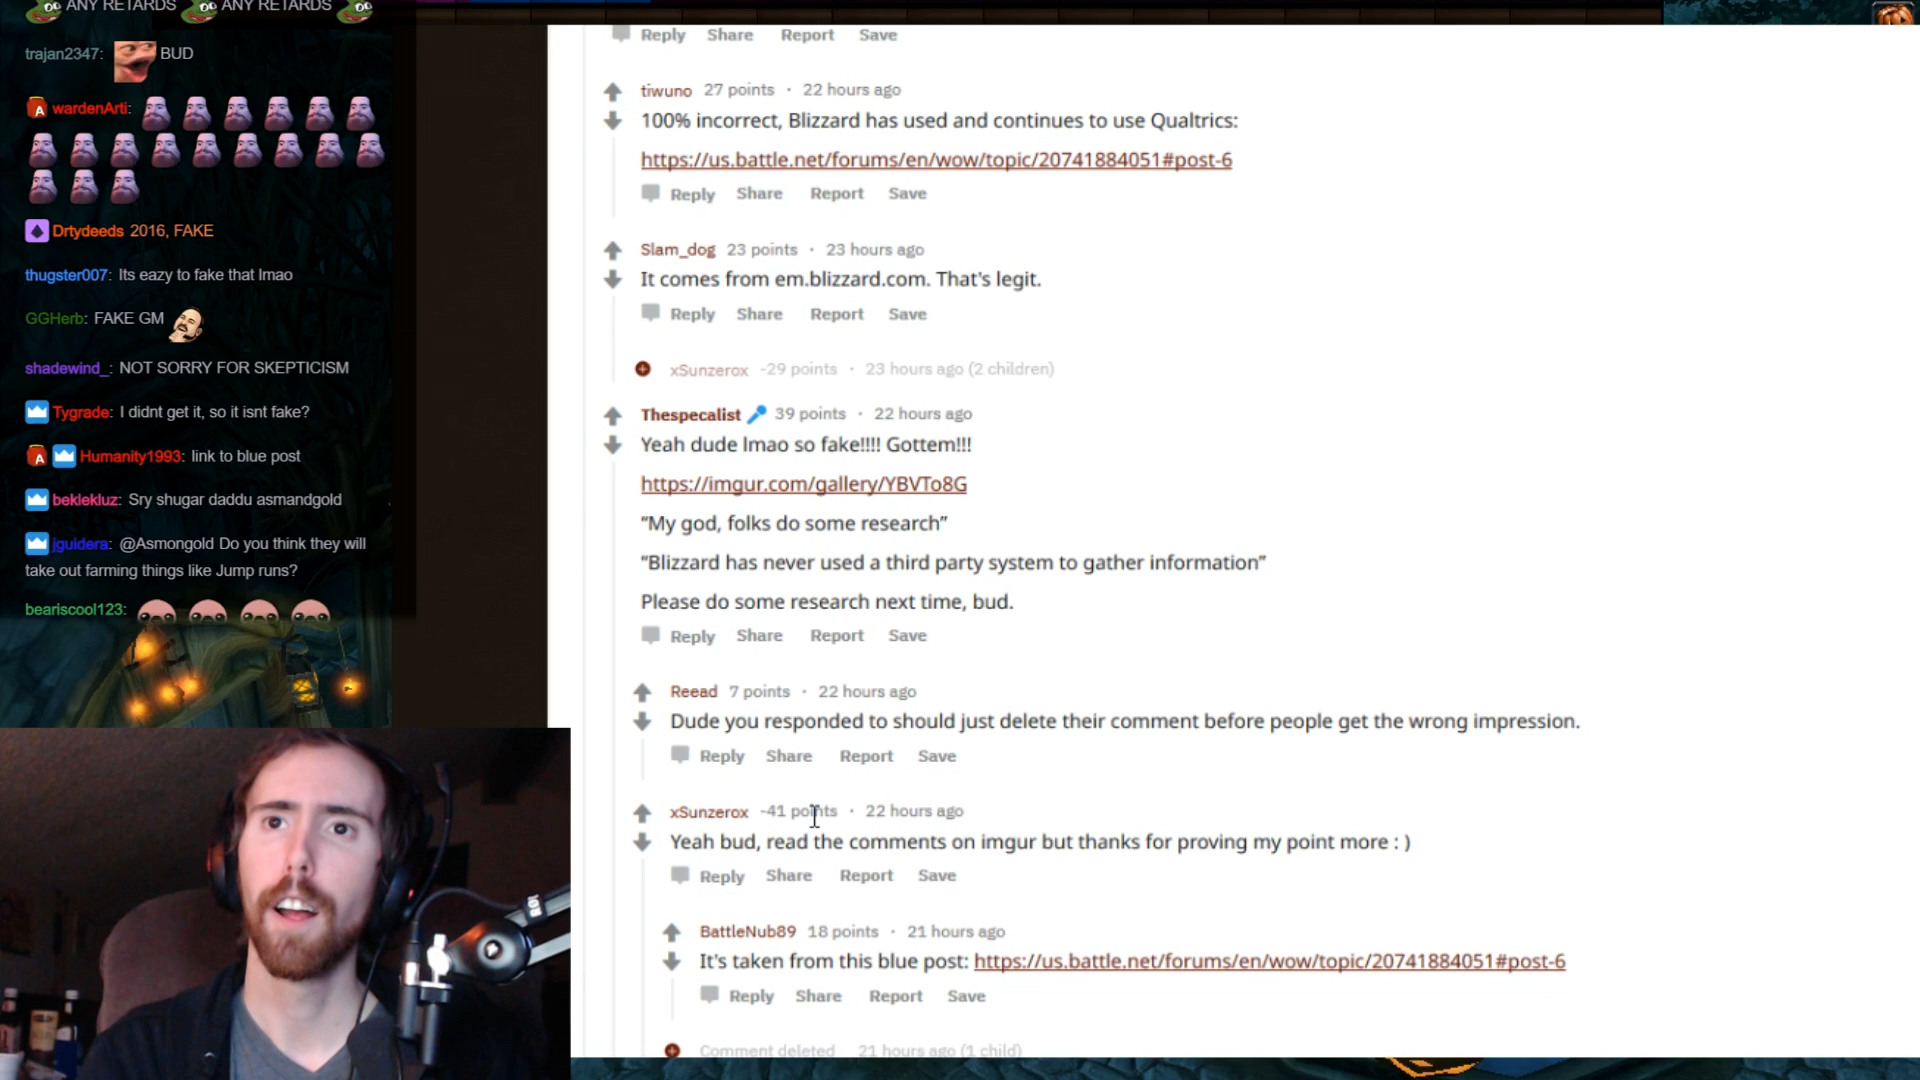 ANY RETARDS ANY RETARDS
trajan2347: BUD
wardenArti:
Drtydeeds 2016, FAKE
thugster007: Its eazy to fake that lmao
GGHerb: FAKE GM
shadewind_: NOT SORRY FOR SKEPTICISM
Tygrade: I didnt get it, so it isnt fake?
Humanity1993: link to blue post
beklekluz: Sry shugar daddu asmandgold
jguidera: @Asmongold Do you think they will
take out farming things like Jump runs?
beariscool123:
Reply Share Report Save
tiwuno 27 points · 22 hours ago
100% incorrect, Blizzard has used and continues to use Qualtrics:
https://us.battle.net/forums/en/wow/topic/20741884051#post-6
Reply Share Report Save
Slam_dog 23 points · 23 hours ago
It comes from em.blizzard.com. That's legit.
Reply Share Report Save
xSunzerox -29 points · 23 hours ago (2 children)
Thespecalist 39 points · 22 hours ago
Yeah dude lmao so fake!!!! Gottem!!!
https://imgur.com/gallery/YBVTo8G
“My god, folks do some research”
“Blizzard has never used a third party system to gather information”
Please do some research next time, bud.
Reply Share Report Save
Reead 7 points · 22 hours ago
Dude you responded to should just delete their comment before people get the wrong impression.
Reply Share Report Save
xSunzerox -41 points · 22 hours ago
Yeah bud, read the comments on imgur but thanks for proving my point more : )
Reply Share Report Save
BattleNub89 18 points · 21 hours ago
It's taken from this blue post: https://us.battle.net/forums/en/wow/topic/20741884051#post-6
Reply Share Report Save
Comment deleted 21 hours ago (1 child)